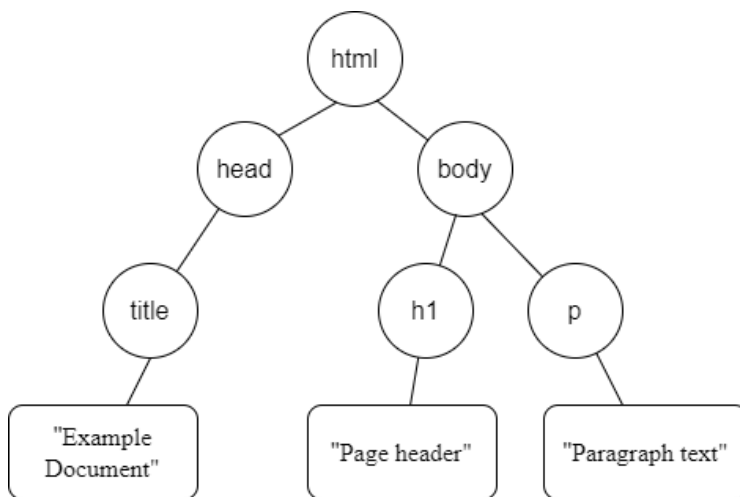 html
head
body
title
h1
p
"Example
Document"
"Page header"
"Paragraph text"